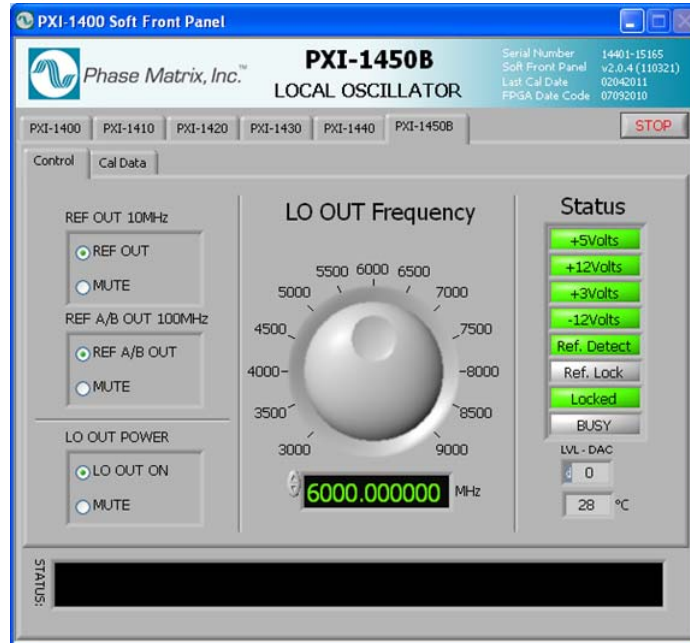 PXI-1400 Soft Front Panel
Phase Matrix, Inc.™
PXI-1450B
LOCAL OSCILLATOR
Serial Number 14401-15165
Soft Front Panel v2.0.4 (110321)
Last Cal Date 02042011
FPGA Date Code 07092010
PXI-1400 PXI-1410 PXI-1420 PXI-1430 PXI-1440 PXI-1450B STOP
Control Cal Data
REF OUT 10MHz
REF OUT
MUTE
REF A/B OUT 100MHz
REF A/B OUT
MUTE
LO OUT POWER
LO OUT ON
MUTE
LO OUT Frequency
5500 6000 6500
5000 7000
4500 7500
4000 8000
3500 8500
3000 9000
6000.000000 MHz
Status
+5Volts
+12Volts
+3Volts
-12Volts
Ref. Detect
Ref. Lock
Locked
BUSY
LVL - DAC
d 0
28 °C
STATUS: